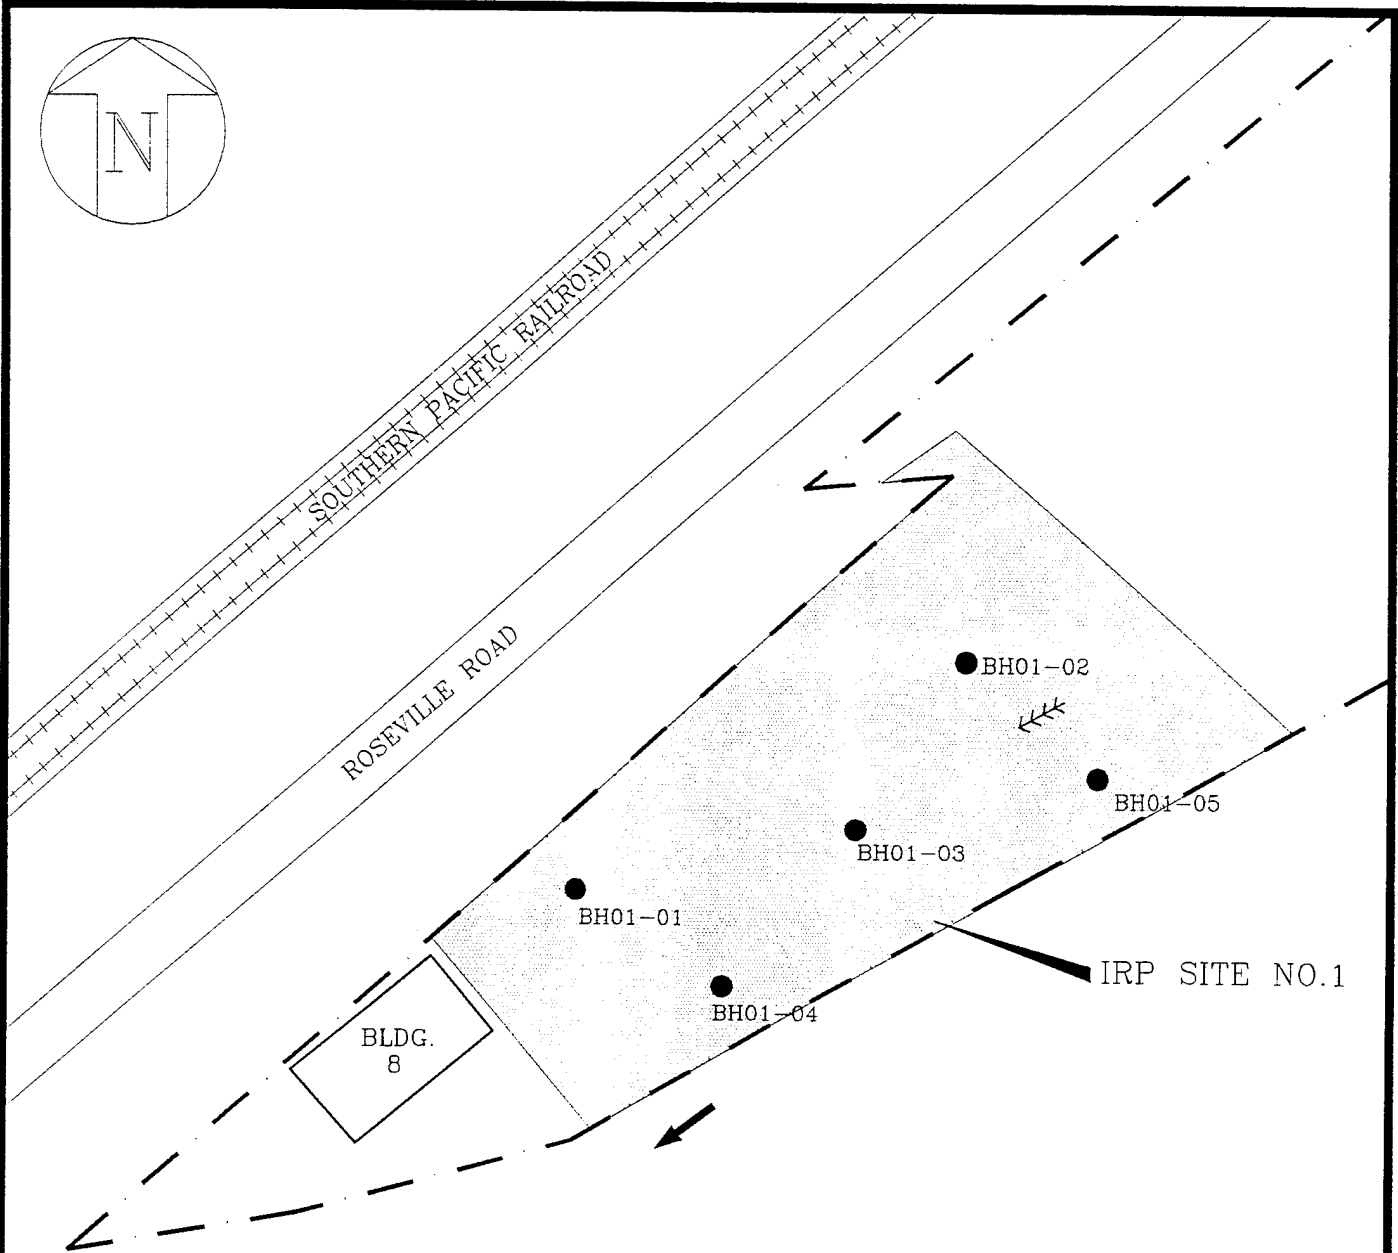 N
SOUTHERN PACIFIC RAILROAD
ROSEVILLE ROAD
BH01-02
BH01-05
BH01-03
BH01-01
IRP SITE NO.1
BH01-04
BLDG.
8